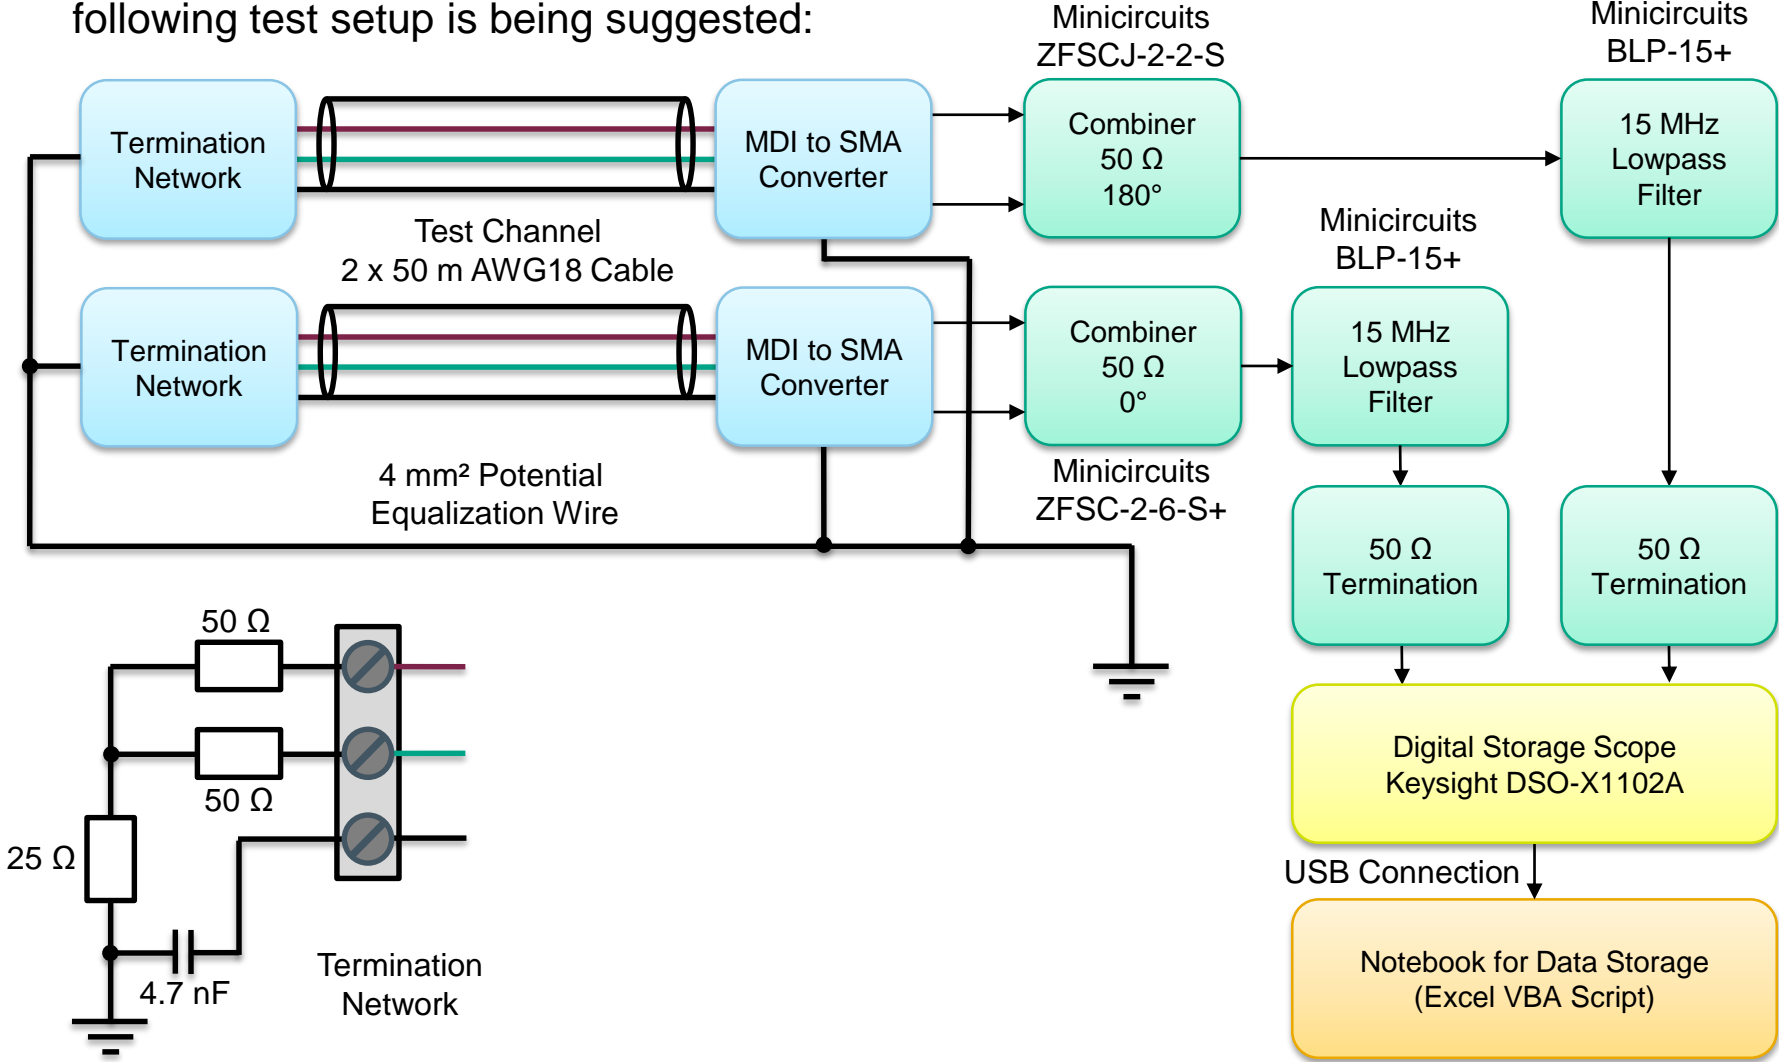 following test setup is being suggested:
Minicircuits
ZFSCJ-2-2-S
Minicircuits
BLP-15+
Termination
Network
MDI to SMA
Converter
Combiner
50 Ω
180°
15 MHz
Lowpass
Filter
Test Channel
2 x 50 m AWG18 Cable
Minicircuits
BLP-15+
Termination
Network
MDI to SMA
Converter
Combiner
50 Ω
0°
15 MHz
Lowpass
Filter
4 mm² Potential
Equalization Wire
Minicircuits
ZFSC-2-6-S+
50 Ω
Termination
50 Ω
Termination
50 Ω
50 Ω
25 Ω
4.7 nF
Termination
Network
Digital Storage Scope
Keysight DSO-X1102A
USB Connection
Notebook for Data Storage
(Excel VBA Script)